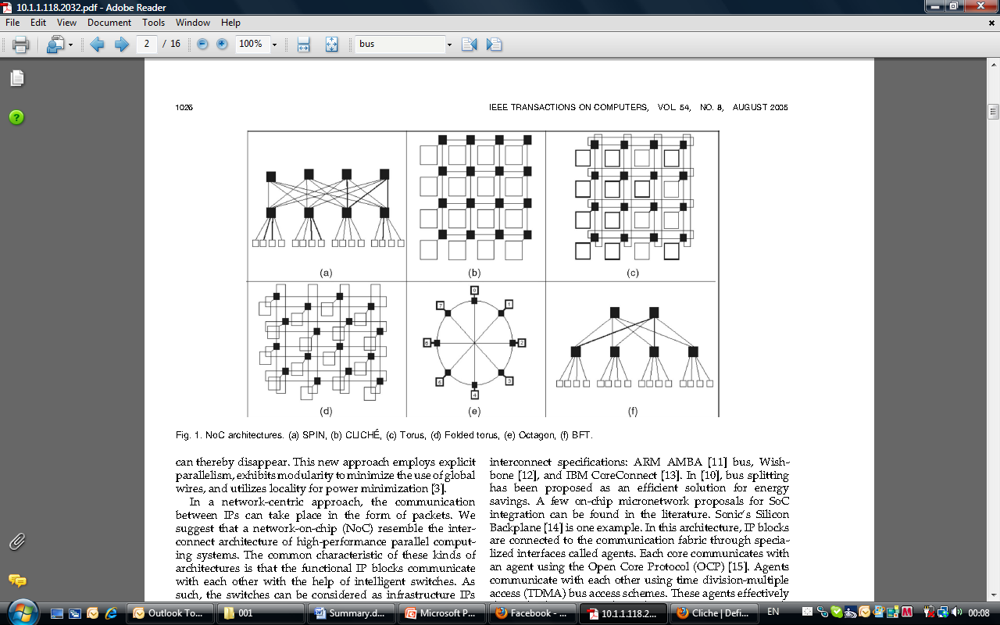 10.1.1.118.2032.pdf - Adobe Reader
File Edit View Document Tools Window Help
2 / 16 100% bus
1026 IEEE TRANSACTIONS ON COMPUTERS, VOL. 54, NO. 8, AUGUST 2005
(a) (b) (c)
0
7 1
6 2
5 3
4
(d) (e) (f)
Fig. 1. NoC architectures. (a) SPIN, (b) CLICHÉ, (c) Torus, (d) Folded torus, (e) Octagon, (f) BFT.
can thereby disappear. This new approach employs explicit
parallelism, exhibits modularity to minimize the use of global
wires, and utilizes locality for power minimization [3].
In a network-centric approach, the communication
between IPs can take place in the form of packets. We
suggest that a network-on-chip (NoC) resemble the inter-
connect architecture of high-performance parallel comput-
ing systems. The common characteristic of these kinds of
architectures is that the functional IP blocks communicate
with each other with the help of intelligent switches. As
such, the switches can be considered as infrastructure IPs
interconnect specifications: ARM AMBA [11] bus, Wish-
bone [12], and IBM CoreConnect [13]. In [10], bus splitting
has been proposed as an efficient solution for energy
savings. A few on-chip micronetwork proposals for SoC
integration can be found in the literature. Sonic's Silicon
Backplane [14] is one example. In this architecture, IP blocks
are connected to the communication fabric through specia-
lized interfaces called agents. Each core communicates with
an agent using the Open Core Protocol (OCP) [15]. Agents
communicate with each other using time division-multiple
access (TDMA) bus access schemes. These agents effectively
Outlook To... 001 Summary.d... Microsoft P... Facebook - ... 10.1.1.118.2... Cliche | Defi... EN 00:08